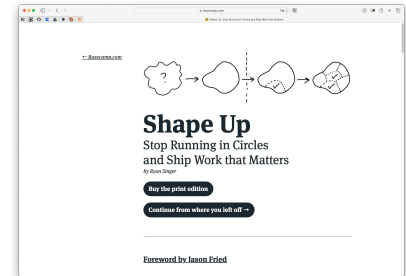 basecamp.com
Shape Up: Stop Running in Circles and Ship Work that Matters
← Basecamp.com
?
Shape Up
Stop Running in Circles
and Ship Work that Matters
by Ryan Singer
Buy the print edition
Continue from where you left off →
Foreword by Jason Fried